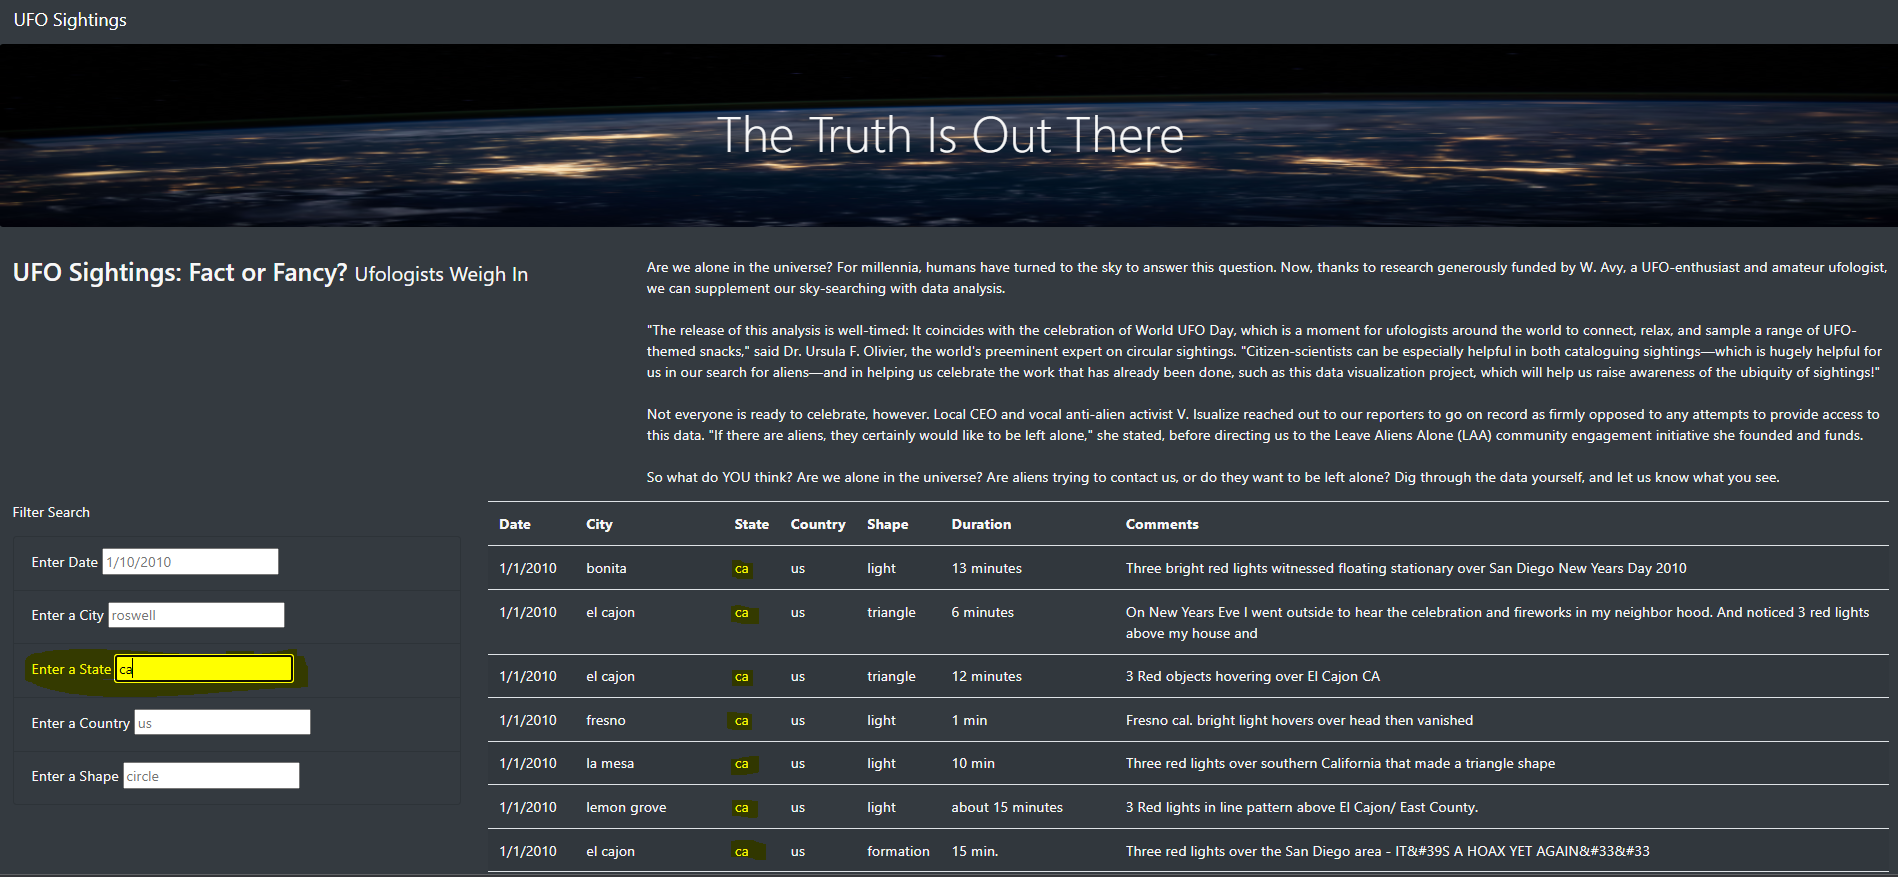 UFO Sightings
The Truth Is Out There
UFO Sightings: Fact or Fancy? Ufologists Weigh In
Are we alone in the universe? For millennia, humans have turned to the sky to answer this question. Now, thanks to research generously funded by W. Avy, a UFO-enthusiast and amateur ufologist,
we can supplement our sky-searching with data analysis.
"The release of this analysis is well-timed: It coincides with the celebration of World UFO Day, which is a moment for ufologists around the world to connect, relax, and sample a range of UFO-
themed snacks," said Dr. Ursula F. Olivier, the world's preeminent expert on circular sightings. "Citizen-scientists can be especially helpful in both cataloguing sightings—which is hugely helpful for
us in our search for aliens—and in helping us celebrate the work that has already been done, such as this data visualization project, which will help us raise awareness of the ubiquity of sightings!"
Not everyone is ready to celebrate, however. Local CEO and vocal anti-alien activist V. Isualize reached out to our reporters to go on record as firmly opposed to any attempts to provide access to
this data. "If there are aliens, they certainly would like to be left alone," she stated, before directing us to the Leave Aliens Alone (LAA) community engagement initiative she founded and funds.
So what do YOU think? Are we alone in the universe? Are aliens trying to contact us, or do they want to be left alone? Dig through the data yourself, and let us know what you see.
Filter Search
Enter Date 1/10/2010
Enter a City roswell
Enter a State ca
Enter a Country us
Enter a Shape circle
Date City State Country Shape Duration Comments
1/1/2010 bonita ca us light 13 minutes Three bright red lights witnessed floating stationary over San Diego New Years Day 2010
1/1/2010 el cajon ca us triangle 6 minutes On New Years Eve I went outside to hear the celebration and fireworks in my neighbor hood. And noticed 3 red lights
above my house and
1/1/2010 el cajon ca us triangle 12 minutes 3 Red objects hovering over El Cajon CA
1/1/2010 fresno ca us light 1 min Fresno cal. bright light hovers over head then vanished
1/1/2010 la mesa ca us light 10 min Three red lights over southern California that made a triangle shape
1/1/2010 lemon grove ca us light about 15 minutes 3 Red lights in line pattern above El Cajon/ East County.
1/1/2010 el cajon ca us formation 15 min. Three red lights over the San Diego area - IT&#39S A HOAX YET AGAIN&#33&#33